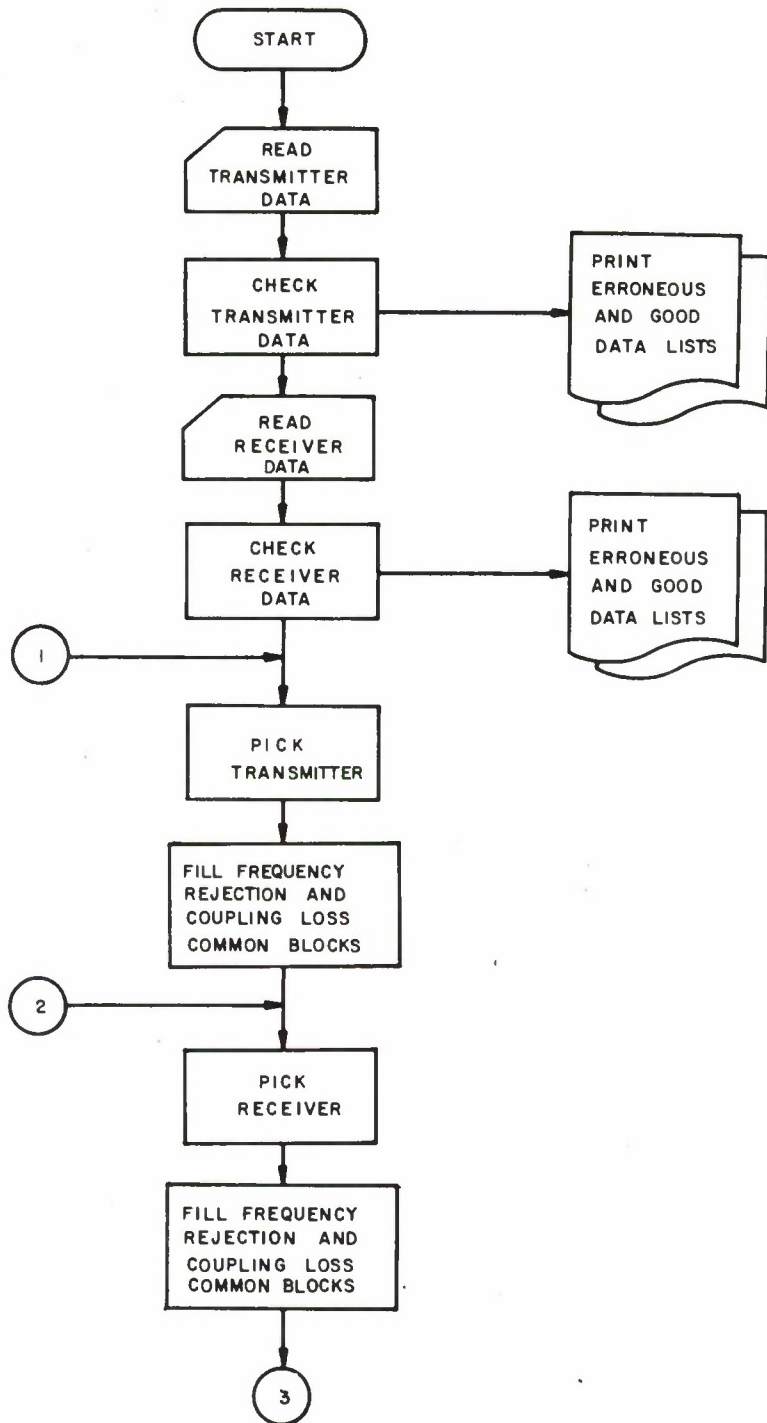 START
READ
TRANSMITTER
DATA
CHECK
TRANSMITTER
DATA
PRINT
ERRONEOUS
AND GOOD
DATA LISTS
READ
RECEIVER
DATA
CHECK
RECEIVER
DATA
PRINT
ERRONEOUS
AND GOOD
DATA LISTS
1
PICK
TRANSMITTER
FILL FREQUENCY
REJECTION AND
COUPLING LOSS
COMMON BLOCKS
2
PICK
RECEIVER
FILL FREQUENCY
REJECTION AND
COUPLING LOSS
COMMON BLOCKS
3